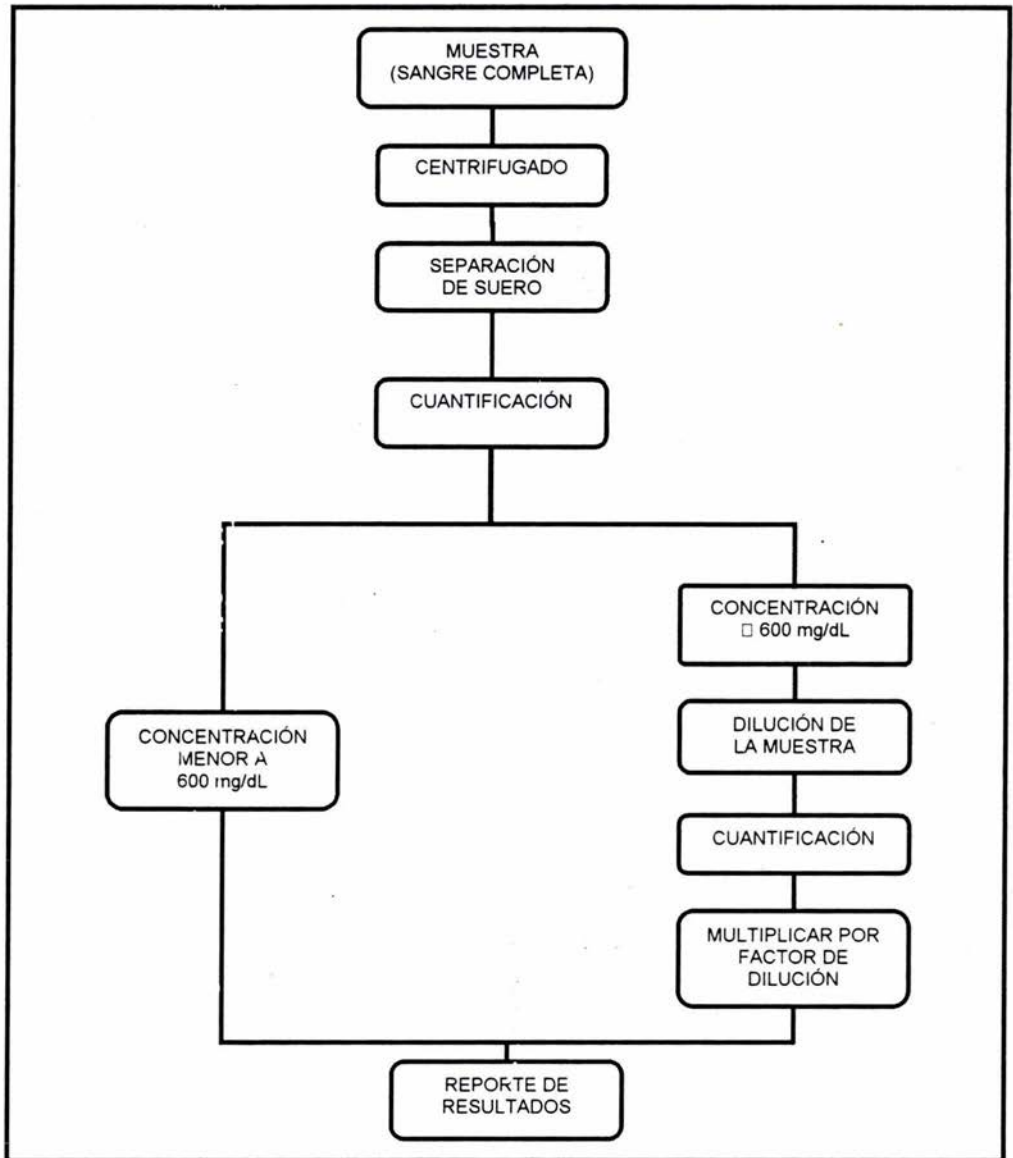 MUESTRA
(SANGRE COMPLETA)
CENTRIFUGADO
SEPARACIÓN
DE SUERO
CUANTIFICACIÓN
CONCENTRACIÓN
MENOR A
600 mg/dL
CONCENTRACIÓN
□ 600 mg/dL
DILUCIÓN DE
LA MUESTRA
CUANTIFICACIÓN
MULTIPLICAR POR
FACTOR DE
DILUCIÓN
REPORTE DE
RESULTADOS